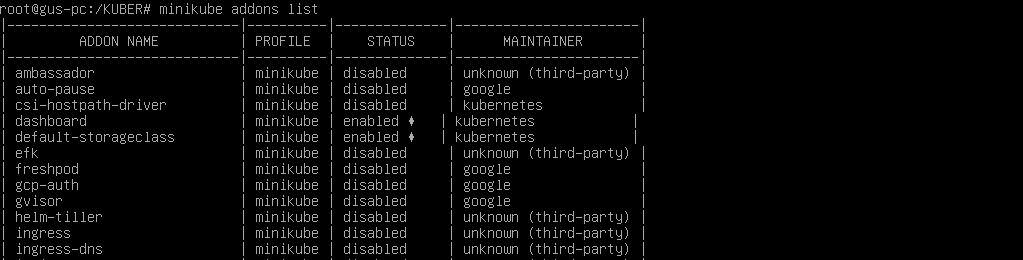 root@gus-pc:/KUBER# minikube addons list
|-----------------------------|----------|--------------|-----------------------|
| ADDON NAME | PROFILE | STATUS | MAINTAINER |
|-----------------------------|----------|--------------|-----------------------|
| ambassador | minikube | disabled | unknown (third-party) |
| auto-pause | minikube | disabled | google |
| csi-hostpath-driver | minikube | disabled | kubernetes |
| dashboard | minikube | enabled ♦ | kubernetes |
| default-storageclass | minikube | enabled ♦ | kubernetes |
| efk | minikube | disabled | unknown (third-party) |
| freshpod | minikube | disabled | google |
| gcp-auth | minikube | disabled | google |
| gvisor | minikube | disabled | google |
| helm-tiller | minikube | disabled | unknown (third-party) |
| ingress | minikube | disabled | unknown (third-party) |
| ingress-dns | minikube | disabled | unknown (third-party) |